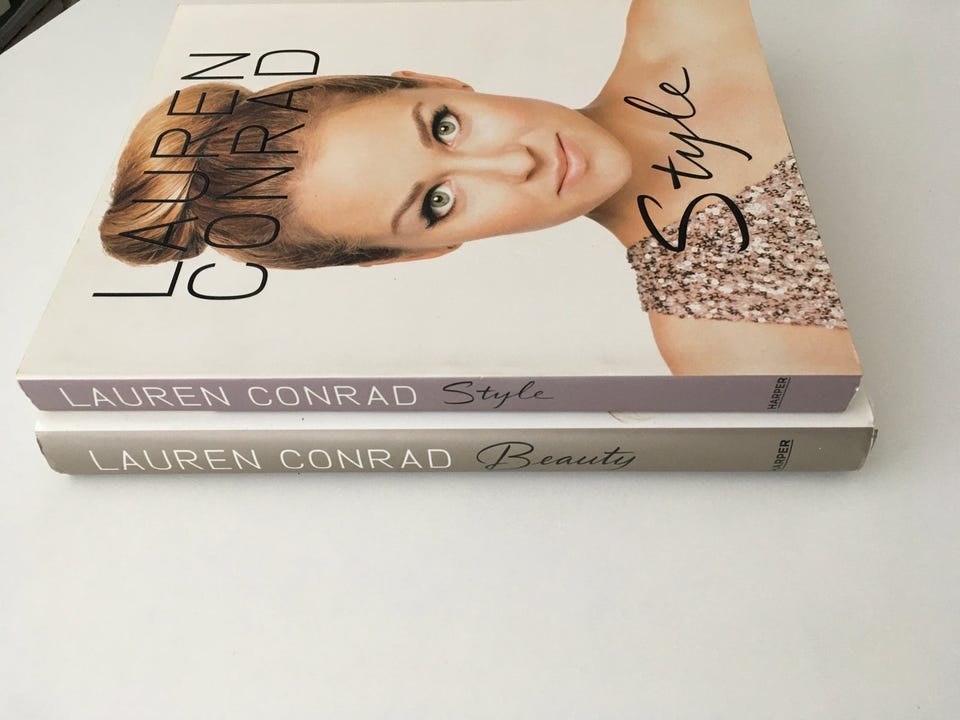 LAUREN
CONRAD
Style
LAUREN CONRAD Style HARPER
LAUREN CONRAD Beauty HARPER